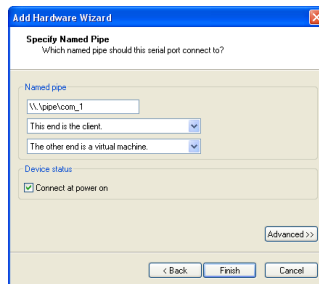 Add Hardware Wizard
Specify Named Pipe
Which named pipe should this serial port connect to?
Named pipe
\\.\pipe\com_1
This end is the client.
The other end is a virtual machine.
Device status
Connect at power on
Advanced >>
< Back Finish Cancel